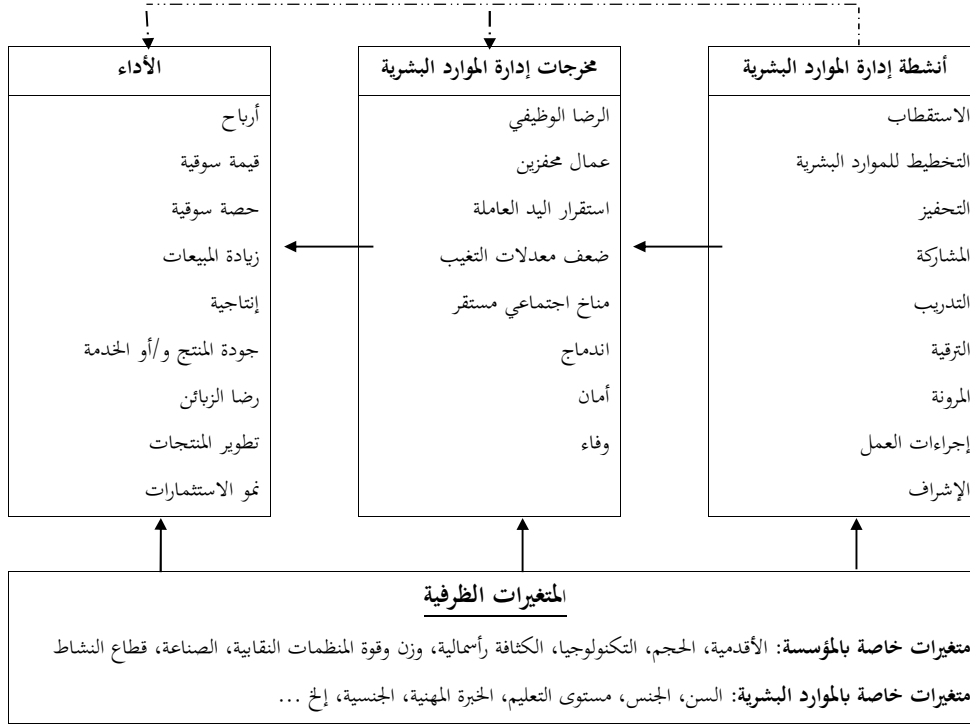 أنشطة إدارة الموارد البشرية
الاستقطاب
التخطيط للموارد البشرية
التحفيز
المشاركة
التدريب
الترقية
المرونة
إجراءات العمل
الإشراف
مخرجات إدارة الموارد البشرية
الرضا الوظيفي
عمال محفزين
استقرار اليد العاملة
ضعف معدلات التغيب
مناخ اجتماعي مستقر
اندماج
أمان
وفاء
الأداء
أرباح
قيمة سوقية
حصة سوقية
زيادة المبيعات
إنتاجية
جودة المنتج و/أو الخدمة
رضا الزبائن
تطوير المنتجات
نمو الاستثمارات
المتغيرات الظرفية
متغيرات خاصة بالمؤسسة: الأقدمية، الحجم، التكنولوجيا، الكثافة رأسمالية، وزن وقوة المنظمات النقابية، الصناعة، قطاع النشاط
متغيرات خاصة بالموارد البشرية: السن، الجنس، مستوى التعليم، الخبرة المهنية، الجنسية، إلخ ...